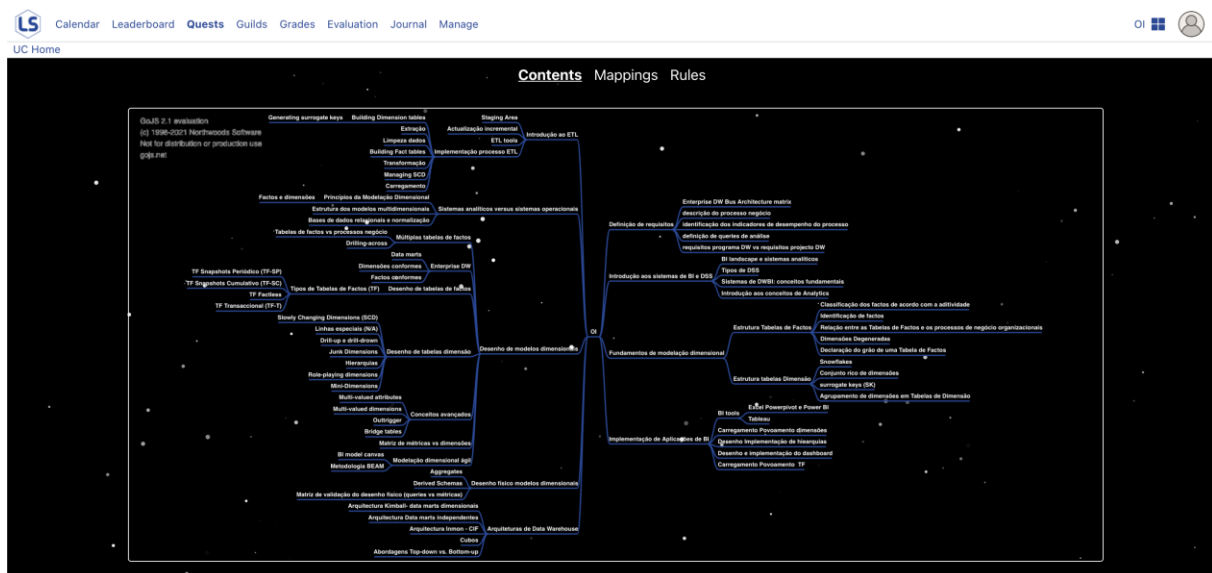 LS Calendar Leaderboard Quests Guilds Grades Evaluation Journal Manage OI
UC Home
Contents Mappings Rules
GoJS 2.1 evaluation
(c) 1998-2021 Northwoods Software
Not for distribution or production use
gojs.net
Generating surrogate keys Building Dimension tables
Extração
Limpeza dados
Building Fact tables
Transformação
Managing SCD
Carregamento
Staging Area
Actualização incremental
ETL tools
Implementação processo ETL
Introdução ao ETL
Factos e dimensões Princípios da Modelação Dimensional
Estrutura dos modelos multidimensionais
Bases de dados relacionais e normalização
Sistemas analíticos versus sistemas operacionais
Tabelas de factos vs processos negócio
Drilling-across
Múltiplas tabelas de factos
Data marts
Dimensões conformes
Factos conformes
Enterprise DW
TF Snapshots Periódico (TF-SP)
TF Snapshots Cumulativo (TF-SC)
TF Factless
TF Transaccional (TF-T)
Tipos de Tabelas de Factos (TF)
Desenho de tabelas de factos
Slowly Changing Dimensions (SCD)
Linhas especiais (N/A)
Drill-up e drill-drown
Junk Dimensions
Hierarquias
Role-playing dimensions
Mini-Dimensions
Desenho de tabelas dimensão
Multi-valued attributes
Multi-valued dimensions
Outtrigger
Bridge tables
Conceitos avançados
Matriz de métricas vs dimensões
BI model canvas
Metodologia BEAM
Modelação dimensional ágil
Desenho de modelos dimensionais
Aggregates
Derived Schemas
Matriz de validação do desenho físico (queries vs métricas)
Desenho físico modelos dimensionais
Arquitectura Kimball- data marts dimensionais
Arquitectura Data marts independentes
Arquitectura Inmon - CIF
Cubos
Abordagens Top-down vs. Bottom-up
Arquiteturas de Data Warehouse
OI
Definição de requisitos
Enterprise DW Bus Architecture matrix
descrição do processo negócio
identificação dos indicadores de desempenho do processo
definição de queries de análise
requisitos programa DW vs requisitos projecto DW
Introdução aos sistemas de BI e DSS
BI landscape e sistemas analíticos
Tipos de DSS
Sistemas de DWBI: conceitos fundamentais
Introdução aos conceitos de Analytics
Fundamentos de modelação dimensional
Estrutura Tabelas de Factos
Classificação dos factos de acordo com a aditividade
Identificação de factos
Relação entre as Tabelas de Factos e os processos de negócio organizacionais
Dimensões Degeneradas
Declaração do grão de uma Tabela de Factos
Estrutura tabelas Dimensão
Snowflakes
Conjunto rico de dimensões
surrogate keys (SK)
Agrupamento de dimensões em Tabelas de Dimensão
Implementação de Aplicações de BI
BI tools
Excel Powerpivot e Power BI
Tableau
Carregamento Povoamento dimensões
Desenho Implementação de hiearquias
Desenho e implementação do dashboard
Carregamento Povoamento TF